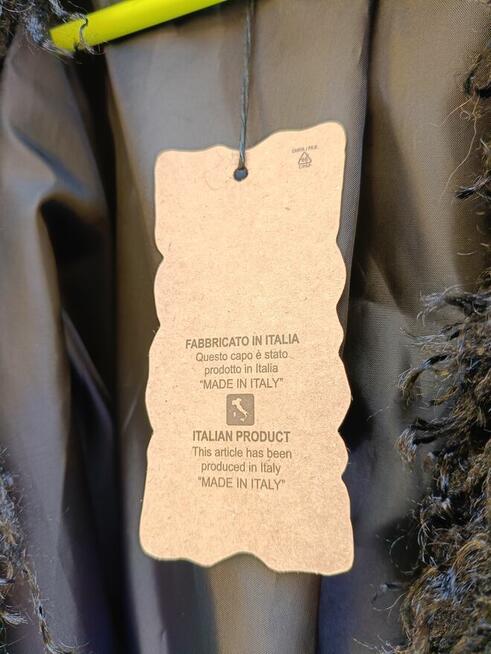 FABBRICATO IN ITALIA
Questo capo è stato
prodotto in Italia
"MADE IN ITALY"
ITALIAN PRODUCT
This article has been
produced in Italy
"MADE IN ITALY"